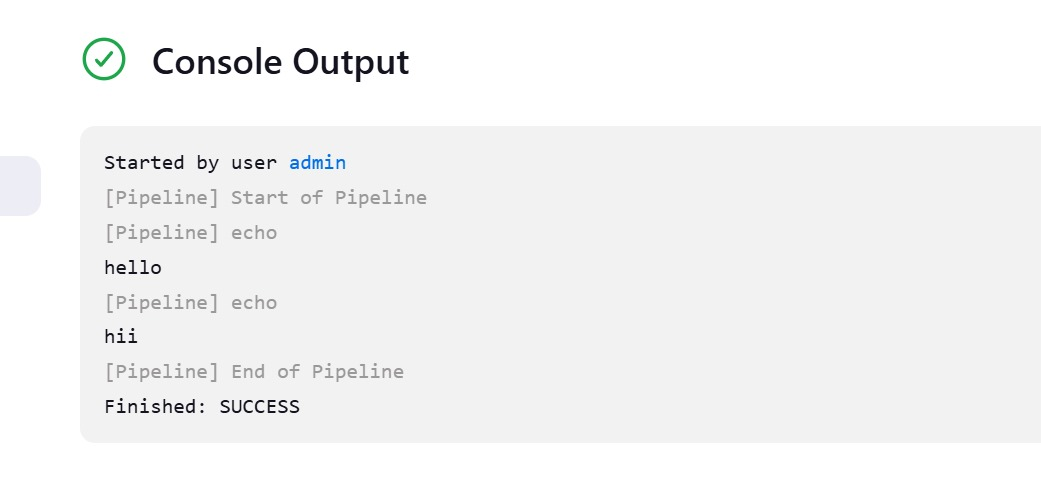 Console Output
Started by user admin
[Pipeline] Start of Pipeline
[Pipeline] echo
hello
[Pipeline] echo
hii
[Pipeline] End of Pipeline
Finished: SUCCESS